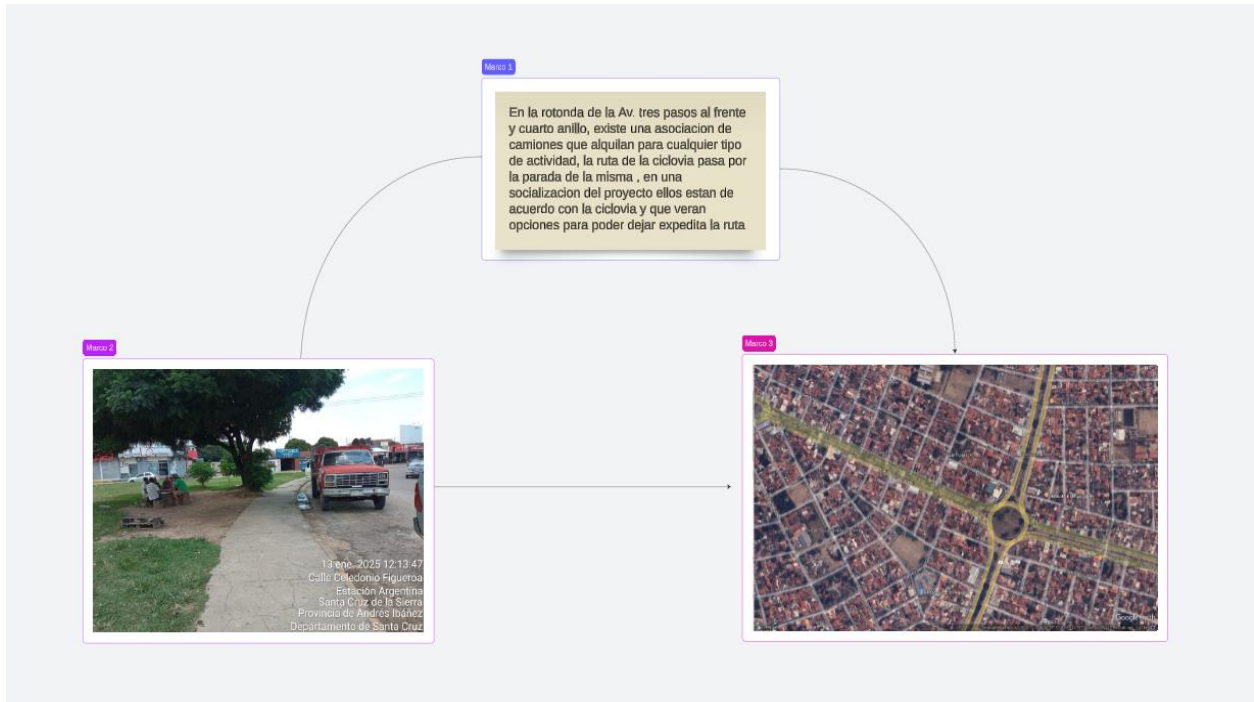 Marco 1
En la rotonda de la Av. tres pasos al frente
y cuarto anillo, existe una asociacion de
camiones que alquilan para cualquier tipo
de actividad, la ruta de la ciclovia pasa por
la parada de la misma , en una
socializacion del proyecto ellos estan de
acuerdo con la ciclovia y que veran
opciones para poder dejar expedita la ruta
Marco 2
13 ene. 2025 12:13:47
Calle Celedonio Figueroa
Estación Argentina
Santa Cruz de la Sierra
Provincia de Andrés Ibáñez
Departamento de Santa Cruz
Marco 3
Google